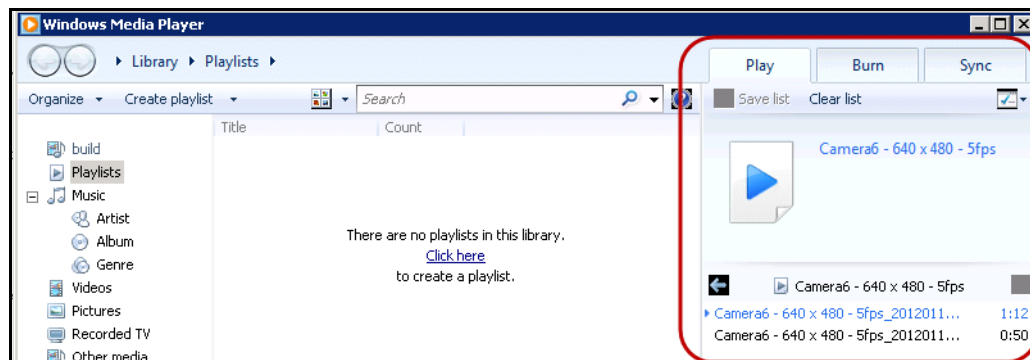 Windows Media Player
Library Playlists
Play Burn Sync
Organize Create playlist Search
Save list Clear list
Title Count
build
Playlists
Music
Artist
Album
Genre
Videos
Pictures
Recorded TV
Other media
There are no playlists in this library.
Click here
to create a playlist.
Camera6 - 640 x 480 - 5fps
Camera6 - 640 x 480 - 5fps
Camera6 - 640 x 480 - 5fps_2012011... 1:12
Camera6 - 640 x 480 - 5fps_2012011... 0:50